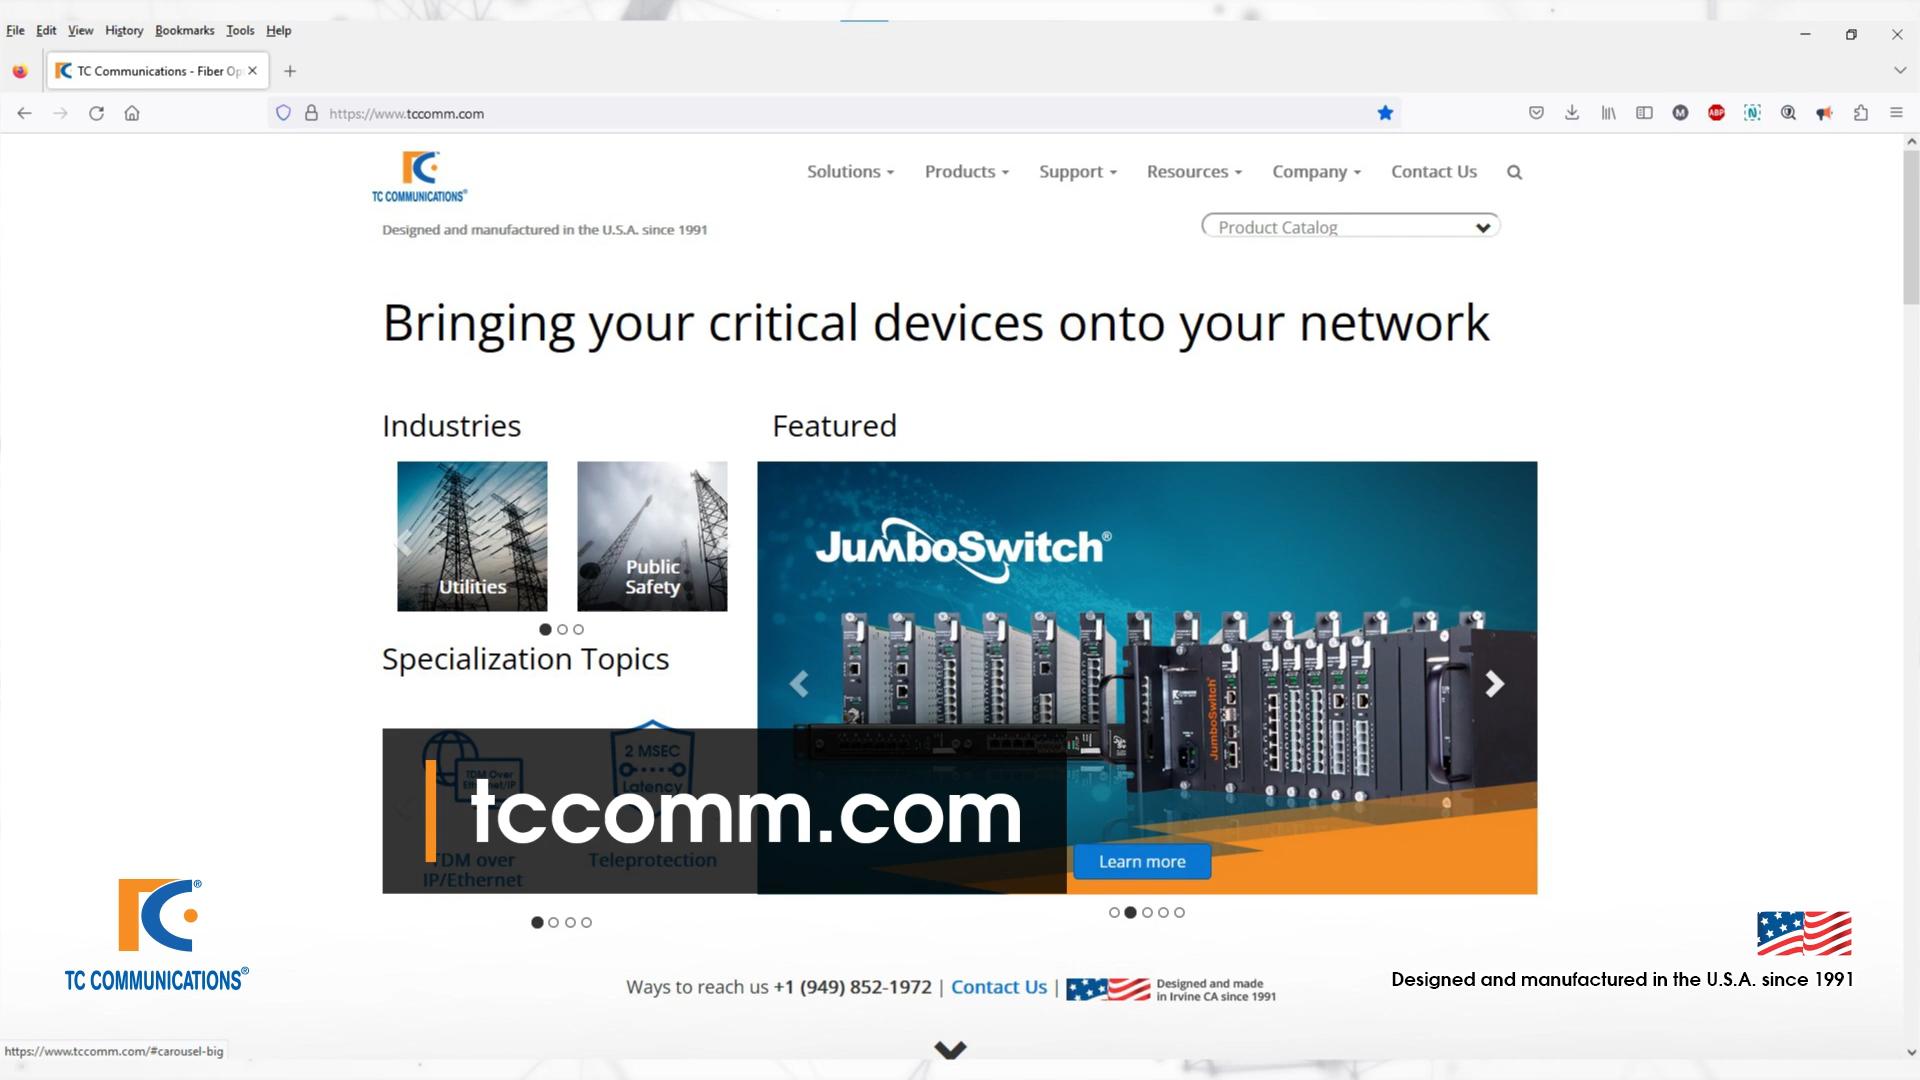 File Edit View History Bookmarks Tools Help
TC Communications - Fiber Op
https://www.tccomm.com
M ABP N
TC COMMUNICATIONS®
Solutions Products Support Resources Company Contact Us
Designed and manufactured in the U.S.A. since 1991
Product Catalog
Bringing your critical devices onto your network
Industries
Featured
Utilities
Public
Safety
JumboSwitch®
JumboSwitch
Specialization Topics
TDM Over
Ethernet/IP
2 MSEC
Latency
tccomm.com
TDM over
IP/Ethernet
Teleprotection
Learn more
TC COMMUNICATIONS®
Ways to reach us +1 (949) 852-1972 | Contact Us |
Designed and made
in Irvine CA since 1991
Designed and manufactured in the U.S.A. since 1991
https://www.tccomm.com/#carousel-big